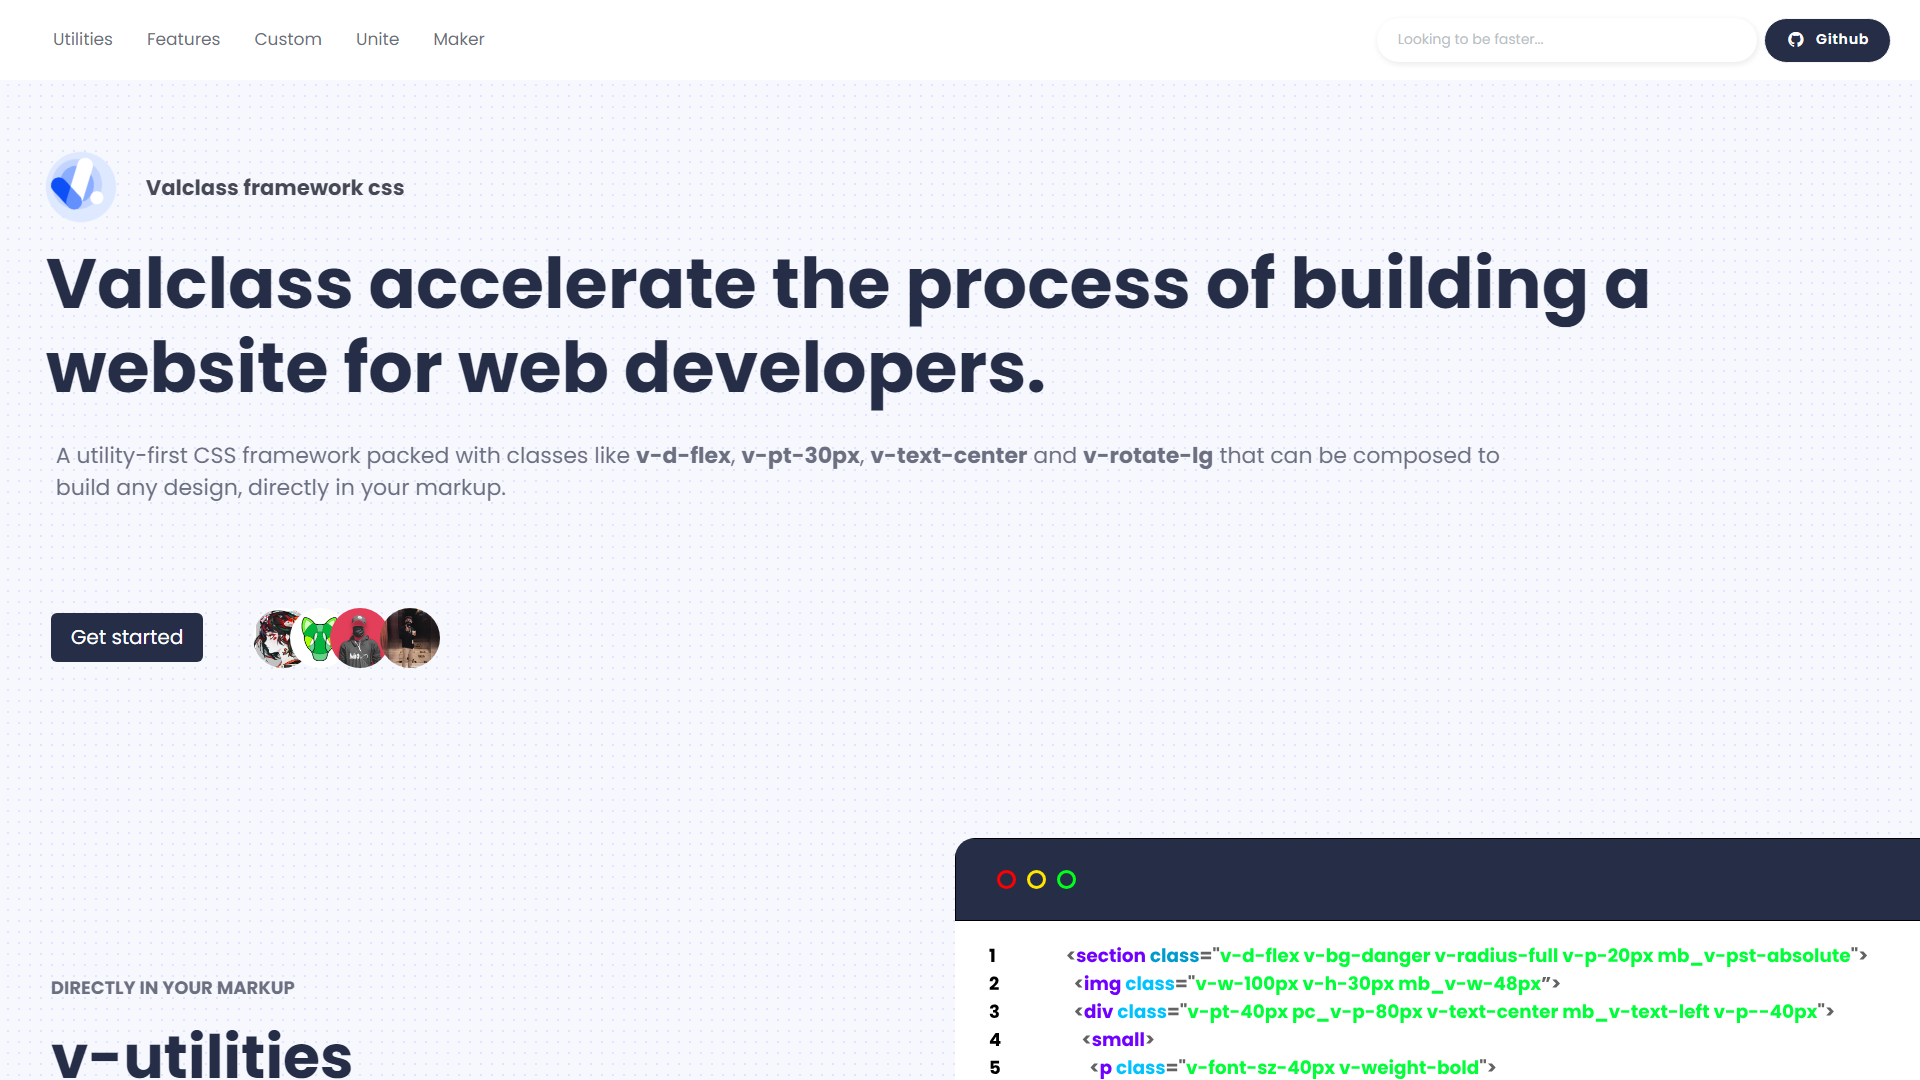 Utilities Features Custom Unite Maker Looking to be faster... Github
Valclass framework css
Valclass accelerate the process of building a
website for web developers.
A utility-first CSS framework packed with classes like v-d-flex, v-pt-30px, v-text-center and v-rotate-lg that can be composed to
build any design, directly in your markup.
Get started
DIRECTLY IN YOUR MARKUP
v-utilities
1 <section class="v-d-flex v-bg-danger v-radius-full v-p-20px mb_v-pst-absolute">
2 <img class="v-w-100px v-h-30px mb_v-w-48px”>
3 <div class="v-pt-40px pc_v-p-80px v-text-center mb_v-text-left v-p--40px">
4 <small>
5 <p class="v-font-sz-40px v-weight-bold">